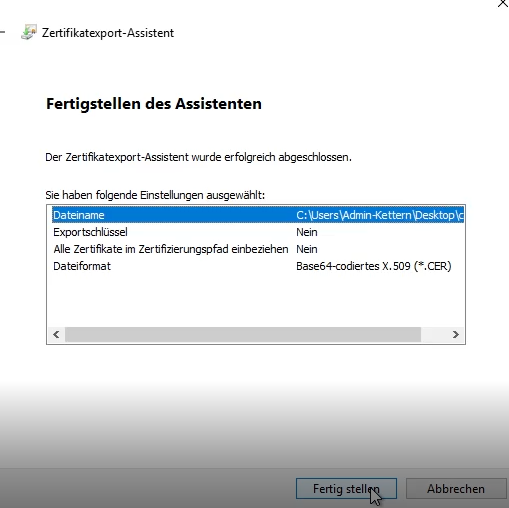 Zertifikatexport-Assistent
Fertigstellen des Assistenten
Der Zertifikatexport-Assistent wurde erfolgreich abgeschlossen.
Sie haben folgende Einstellungen ausgewählt:
Dateiname C:\Users\Admin-Kettern\Desktop\c
Exportschlüssel Nein
Alle Zertifikate im Zertifizierungspfad einbeziehen Nein
Dateiformat Base64-codiertes X.509 (*.CER)
Fertig stellen Abbrechen